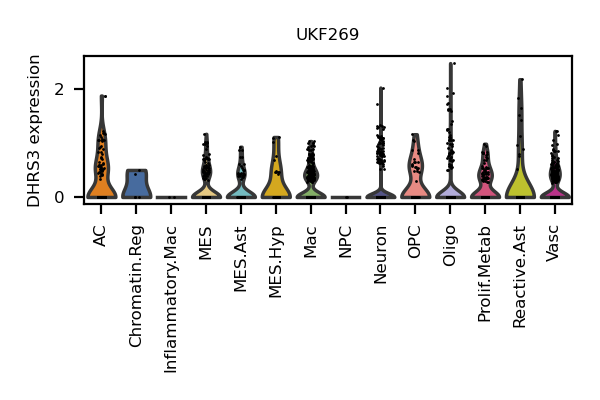 UKF269
DHRS3 expression
2
0
AC
Chromatin.Reg
Inflammatory.Mac
MES
MES.Ast
MES.Hyp
Mac
NPC
Neuron
OPC
Oligo
Prolif.Metab
Reactive.Ast
Vasc